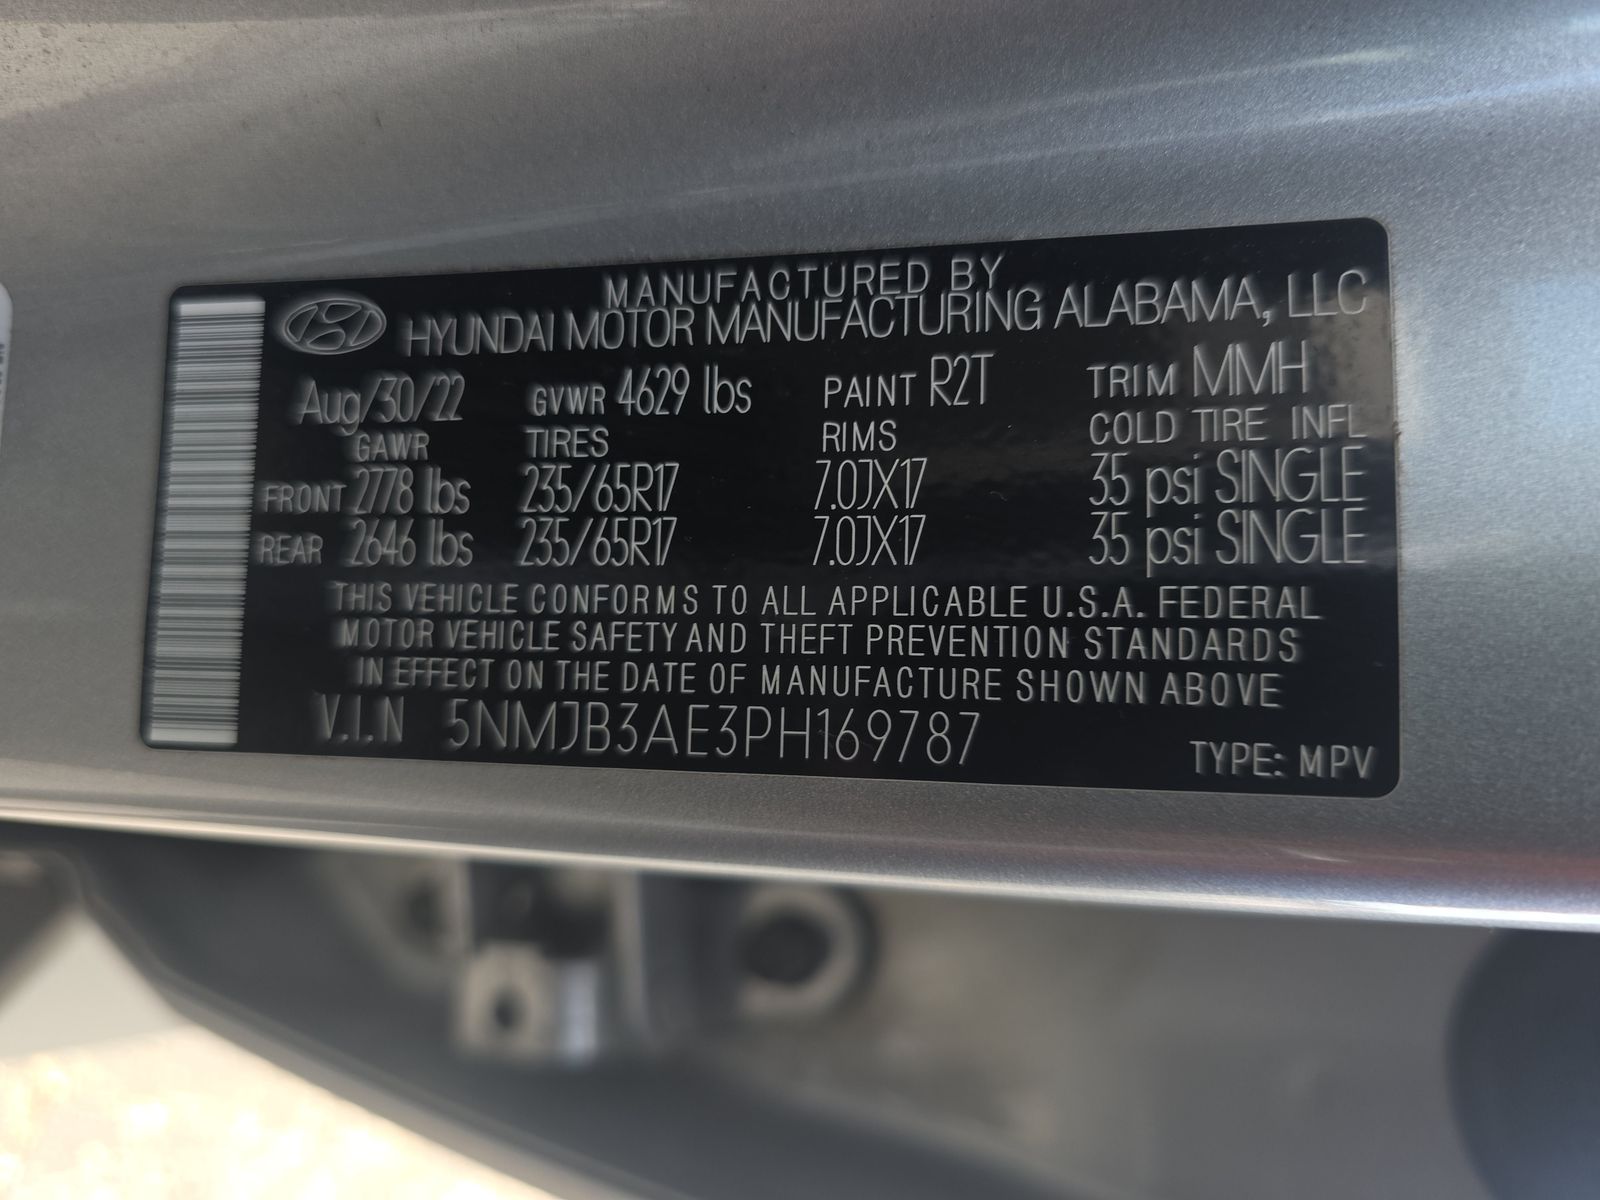 MANUFACTURED BY
HYUNDAI MOTOR MANUFACTURING ALABAMA, LLC
Aug/30/22 GVWR 4629 lbs PAINT R2T TRIM MMH
GAWR TIRES RIMS COLD TIRE INFL
FRONT 2778 lbs 235/65R17 7.0JX17 35 psi SINGLE
REAR 2646 lbs 235/65R17 7.0JX17 35 psi SINGLE
THIS VEHICLE CONFORMS TO ALL APPLICABLE U.S.A. FEDERAL
MOTOR VEHICLE SAFETY AND THEFT PREVENTION STANDARDS
IN EFFECT ON THE DATE OF MANUFACTURE SHOWN ABOVE
V.I.N 5NMJB3AE3PH169787
TYPE: MPV